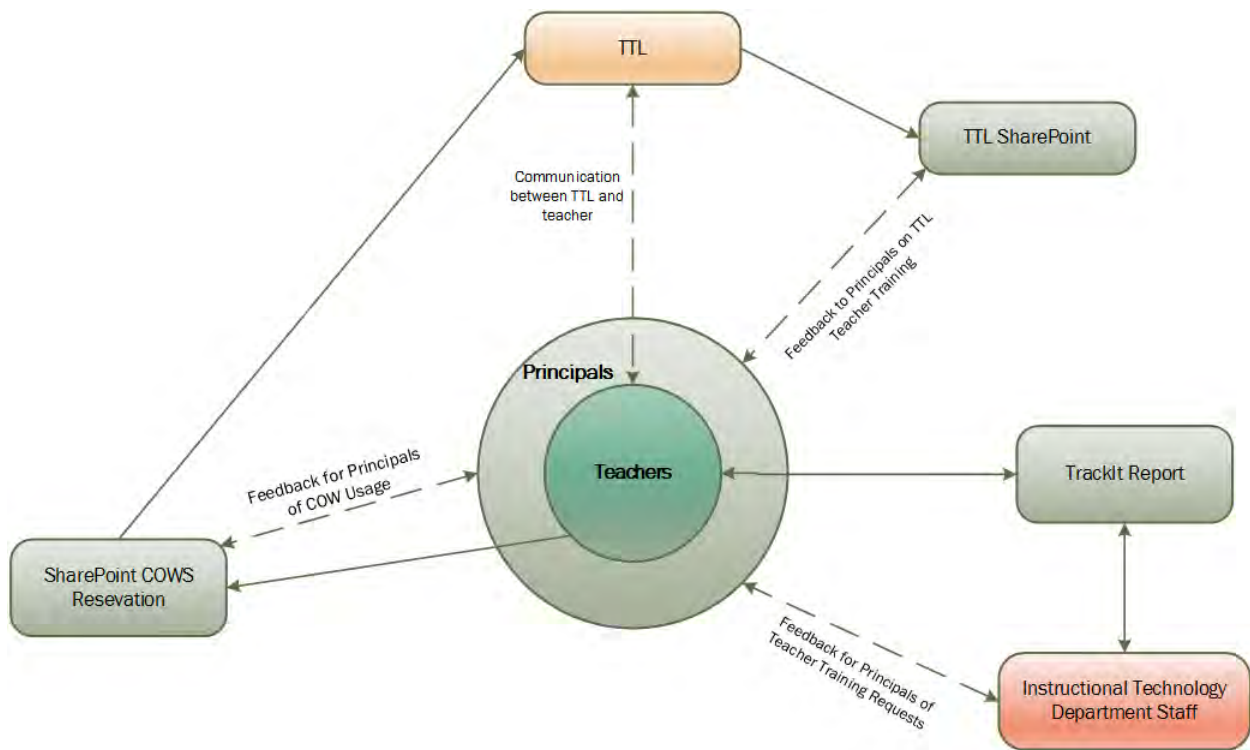 TTL
TTL SharePoint
Communication
between TTL and
teacher
Feedback to Principals on TTL
Teacher Training
Principals
Teachers
Feedback for Principals
of COW Usage
TrackIt Report
SharePoint COWS
Resevation
Feedback for Principals of
Teacher Training Requests
Instructional Technology
Department Staff